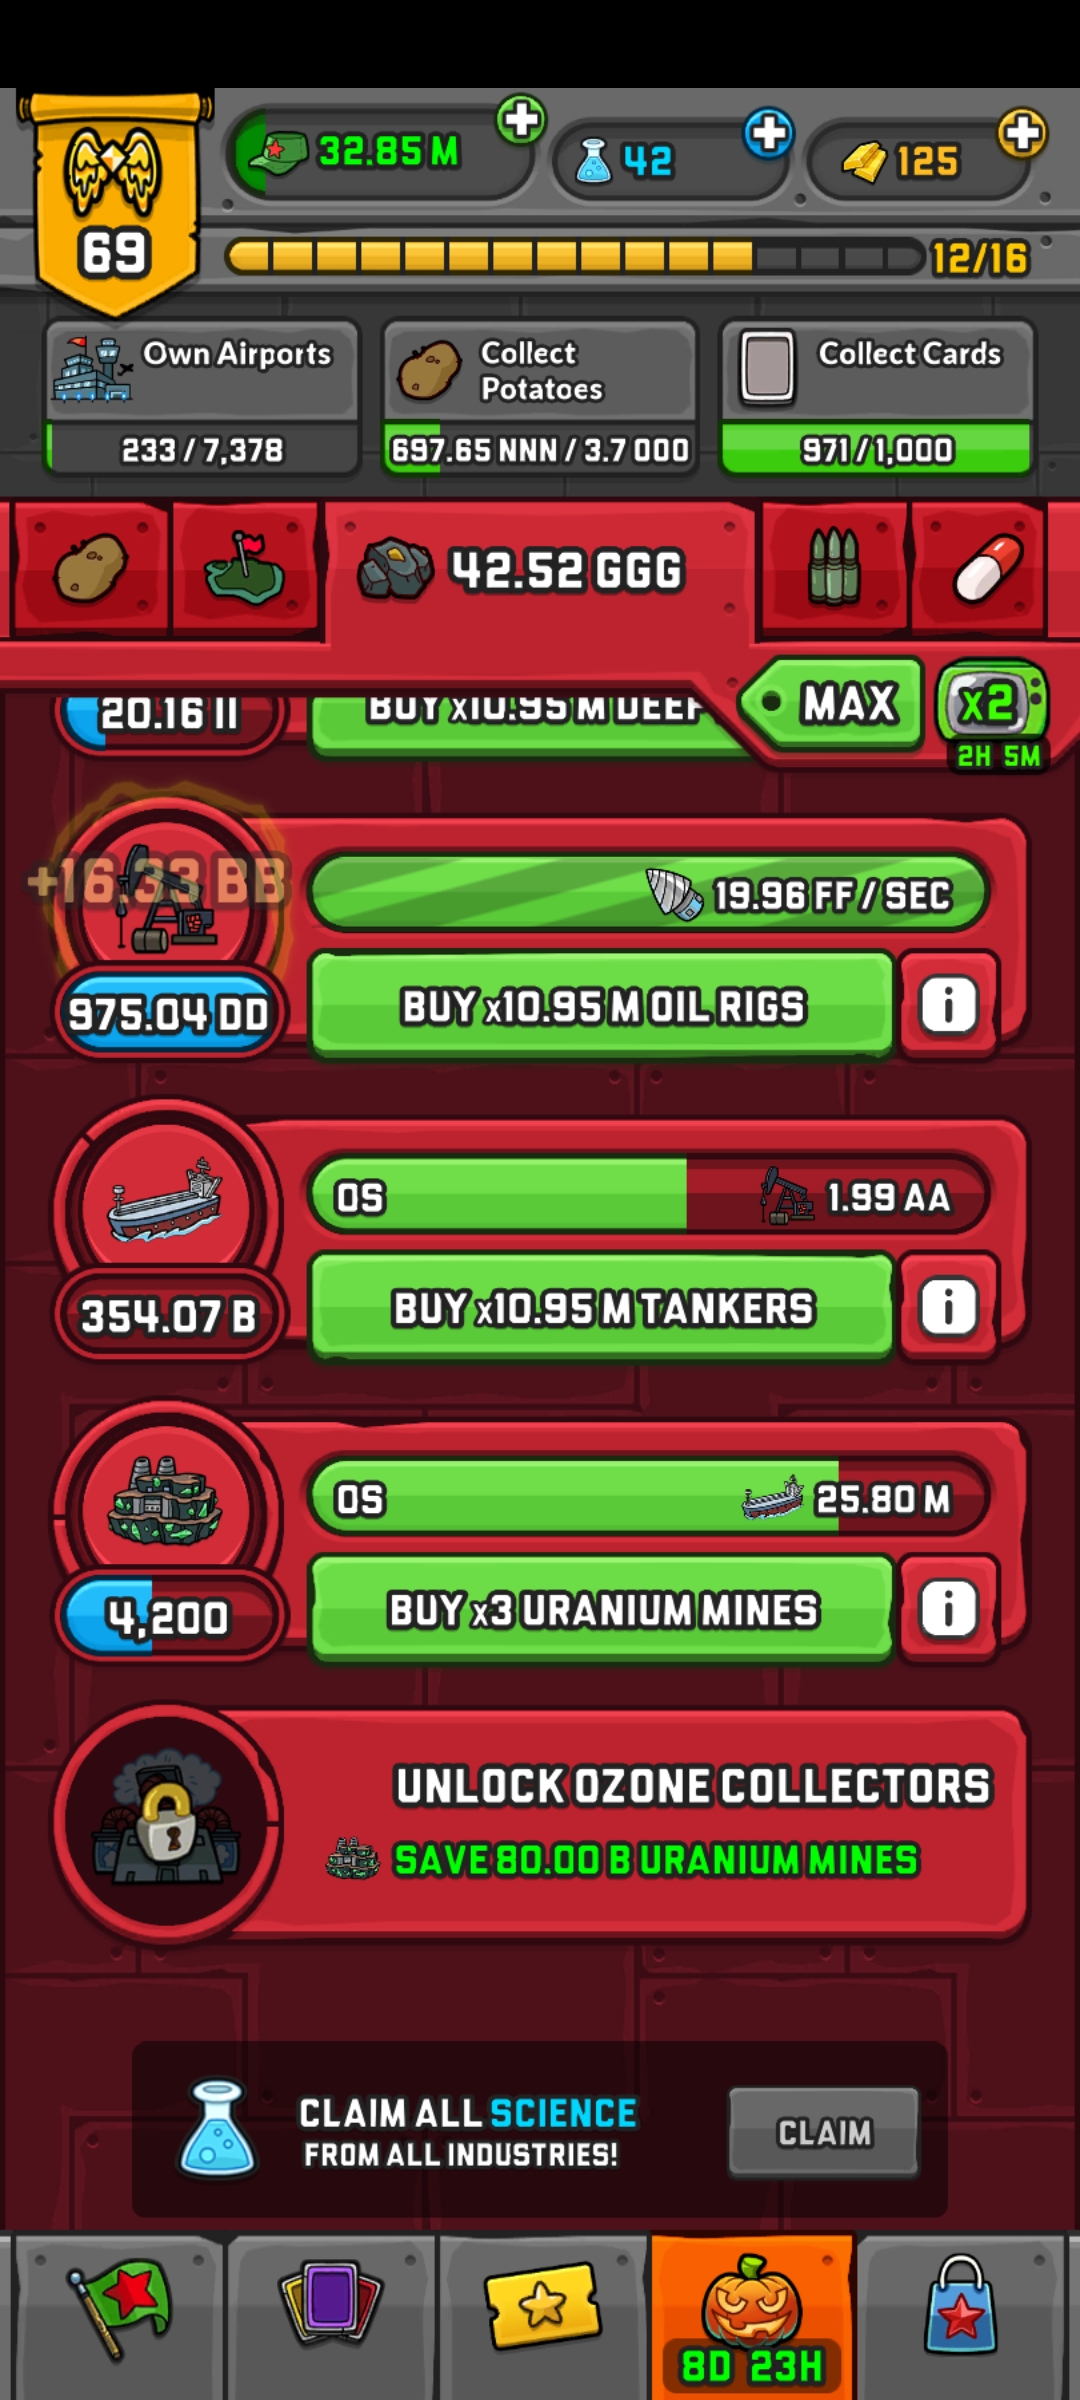 69
32.85 M
42
125
12/16
Own Airports
233 / 7,378
Collect
Potatoes
697.65 NNN / 3.7 OOO
Collect Cards
971 / 1,000
42.52 GGG
MAX
x2
2H 5M
20.16 II
BUY x10.95 M DEEP
+16.33 BB
19.96 FF / SEC
975.04 DD
BUY x10.95 M OIL RIGS
i
0S
1.99 AA
354.07 B
BUY x10.95 M TANKERS
i
0S
25.80 M
4,200
BUY x3 URANIUM MINES
i
UNLOCK OZONE COLLECTORS
SAVE 80.00 B URANIUM MINES
CLAIM ALL SCIENCE
FROM ALL INDUSTRIES!
CLAIM
8D 23H